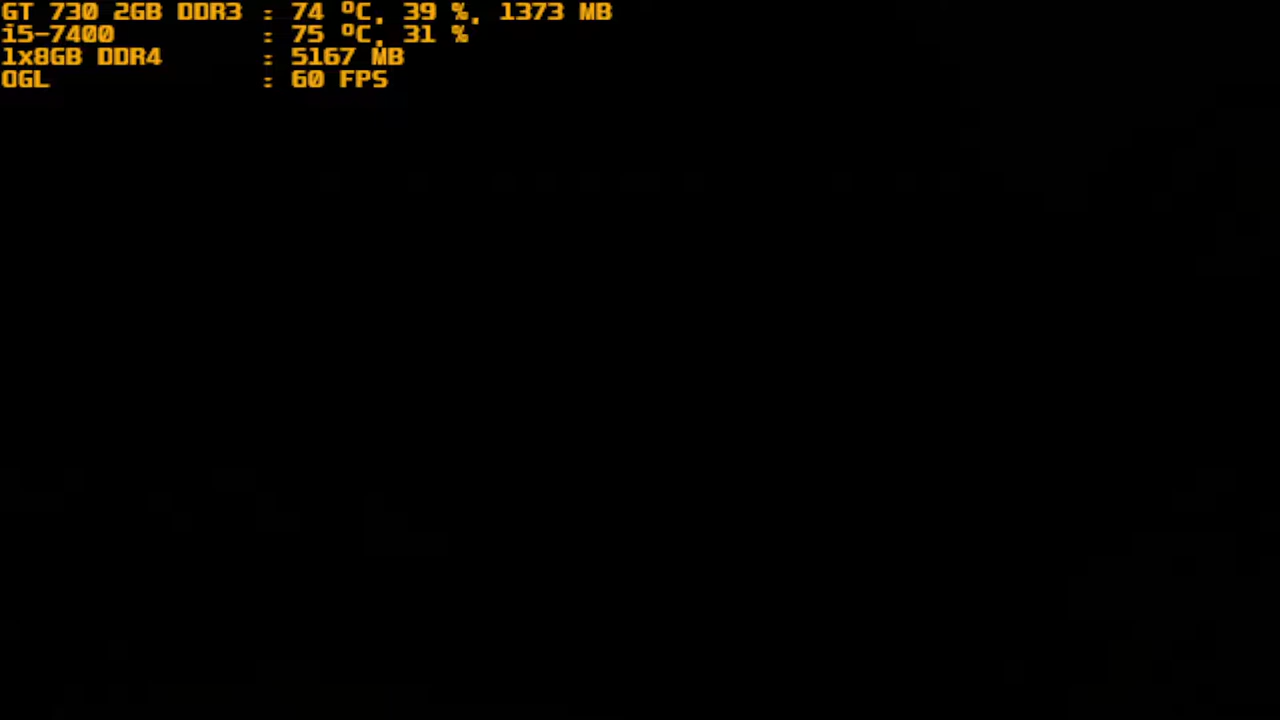 GT 730 2GB DDR3 : 74 ºC, 39 %, 1373 MB
i5-7400 : 75 ºC, 31 %
1x8GB DDR4 : 5167 MB
OGL : 60 FPS